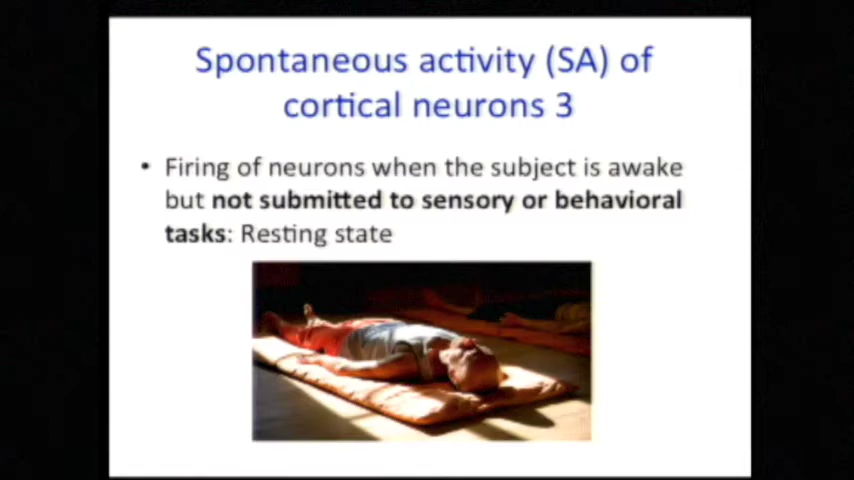 Spontaneous activity (SA) of
cortical neurons 3
• Firing of neurons when the subject is awake
but not submitted to sensory or behavioral
tasks: Resting state